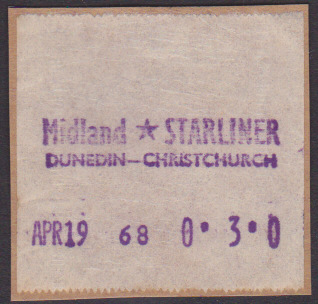 Midland ★ STARLINER
DUNEDIN—CHRISTCHURCH
APR19 68 0·3·0